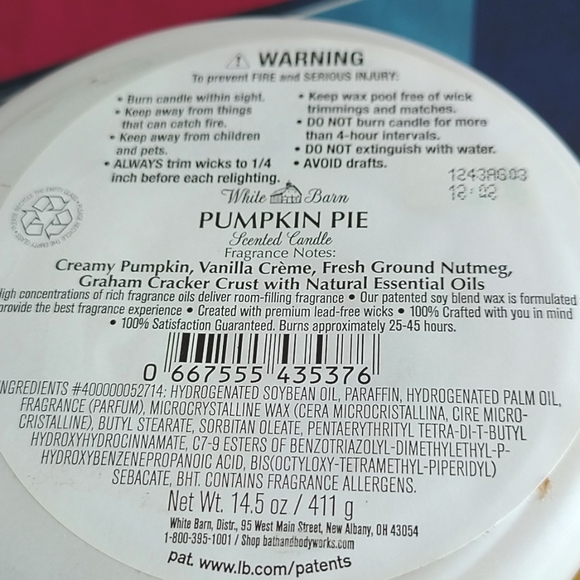 ⚠ WARNING
To prevent FIRE and SERIOUS INJURY:
• Burn candle within sight.
• Keep away from things
that can catch fire.
• Keep away from children
and pets.
• ALWAYS trim wicks to 1/4
inch before each relighting.
• Keep wax pool free of wick
trimmings and matches.
• DO NOT burn candle for more
than 4-hour intervals.
• DO NOT extinguish with water.
• AVOID drafts.
12:02
White Barn
PUMPKIN PIE
Scented Candle
Fragrance Notes:
Creamy Pumpkin, Vanilla Crème, Fresh Ground Nutmeg,
Graham Cracker Crust with Natural Essential Oils
High concentrations of rich fragrance oils deliver room-filling fragrance • Our patented soy blend wax is formulated
provide the best fragrance experience • Created with premium lead-free wicks • 100% Crafted with you in mind
• 100% Satisfaction Guaranteed. Burns approximately 25-45 hours.
0 667555 435376
INGREDIENTS #400000052714: HYDROGENATED SOYBEAN OIL, PARAFFIN, HYDROGENATED PALM OIL,
FRAGRANCE (PARFUM), MICROCRYSTALLINE WAX (CERA MICROCRISTALLINA, CIRE MICRO-
CRISTALLINE), BUTYL STEARATE, SORBITAN OLEATE, PENTAERYTHRITYL TETRA-DI-T-BUTYL
HYDROXYHYDROCINNAMATE, C7-9 ESTERS OF BENZOTRIAZOLYL-DIMETHYLETHYL-P-
HYDROXYBENZENEPROPANOIC ACID, BIS(OCTYLOXY-TETRAMETHYL-PIPERIDYL)
SEBACATE, BHT. CONTAINS FRAGRANCE ALLERGENS.
Net Wt. 14.5 oz / 411 g
White Barn, Distr., 95 West Main Street, New Albany, OH 43054
1-800-395-1001 / Shop bathandbodyworks.com
pat. www.lb.com/patents